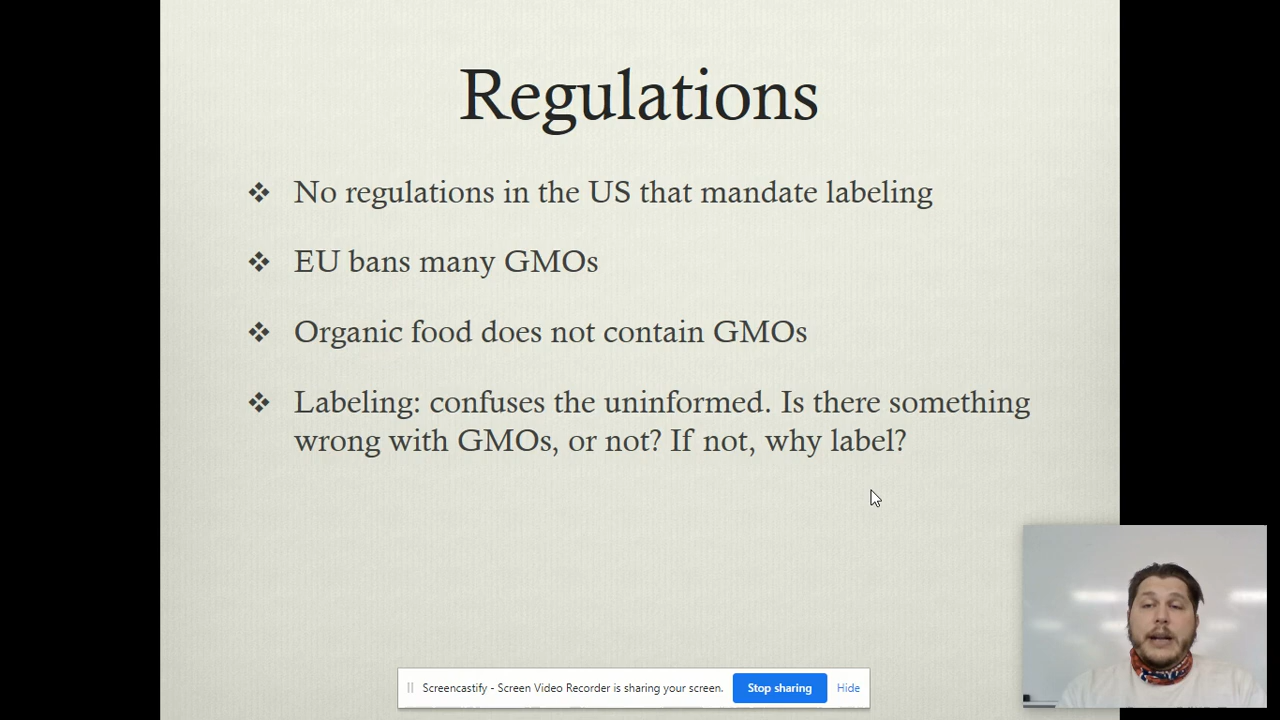 Regulations
❖ No regulations in the US that mandate labeling
❖ EU bans many GMOs
❖ Organic food does not contain GMOs
❖ Labeling: confuses the uninformed. Is there something
wrong with GMOs, or not? If not, why label?
Screencastify - Screen Video Recorder is sharing your screen. Stop sharing Hide